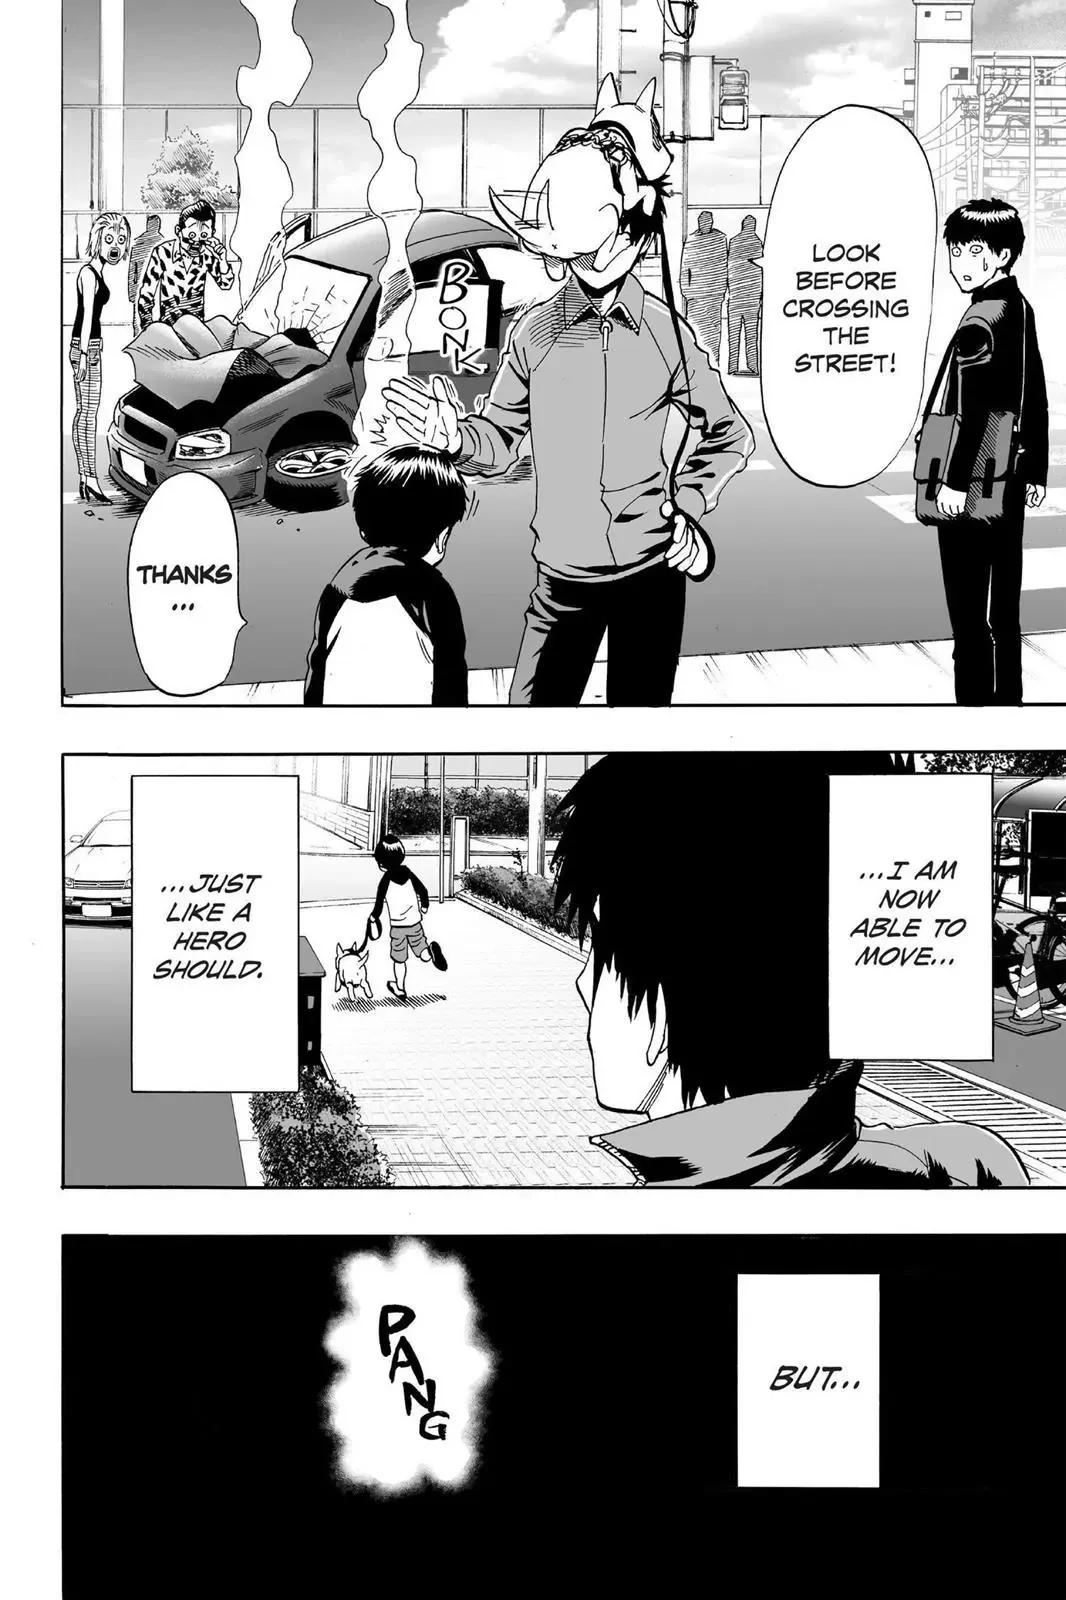 LOOK
BEFORE
CROSSING
THE
STREET!
BONK
THANKS
...
...I AM
NOW
ABLE TO
MOVE...
...JUST
LIKE A
HERO
SHOULD.
BUT...
PANG